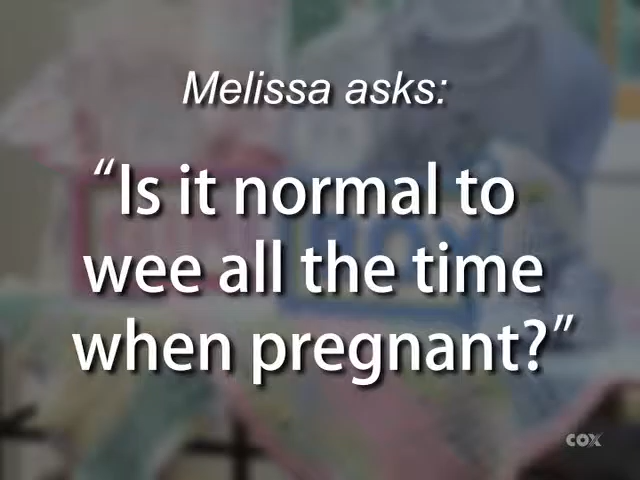 Melissa asks:
“Is it normal to
wee all the time
when pregnant?”
COX